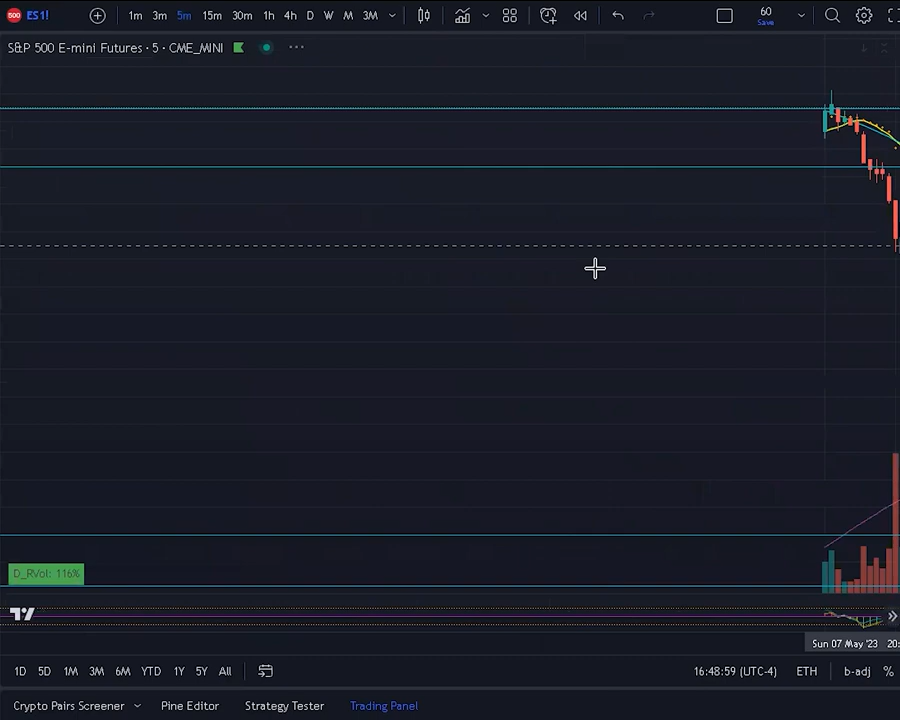 500 ES1! 1m 3m 5m 15m 30m 1h 4h D W M 3M 60 Save
S&P 500 E-mini Futures · 5 · CME_MINI
D_RVol: 116%
Sun 07 May '23 20:
1D 5D 1M 3M 6M YTD 1Y 5Y All 16:48:59 (UTC-4) ETH b-adj %
Crypto Pairs Screener Pine Editor Strategy Tester Trading Panel